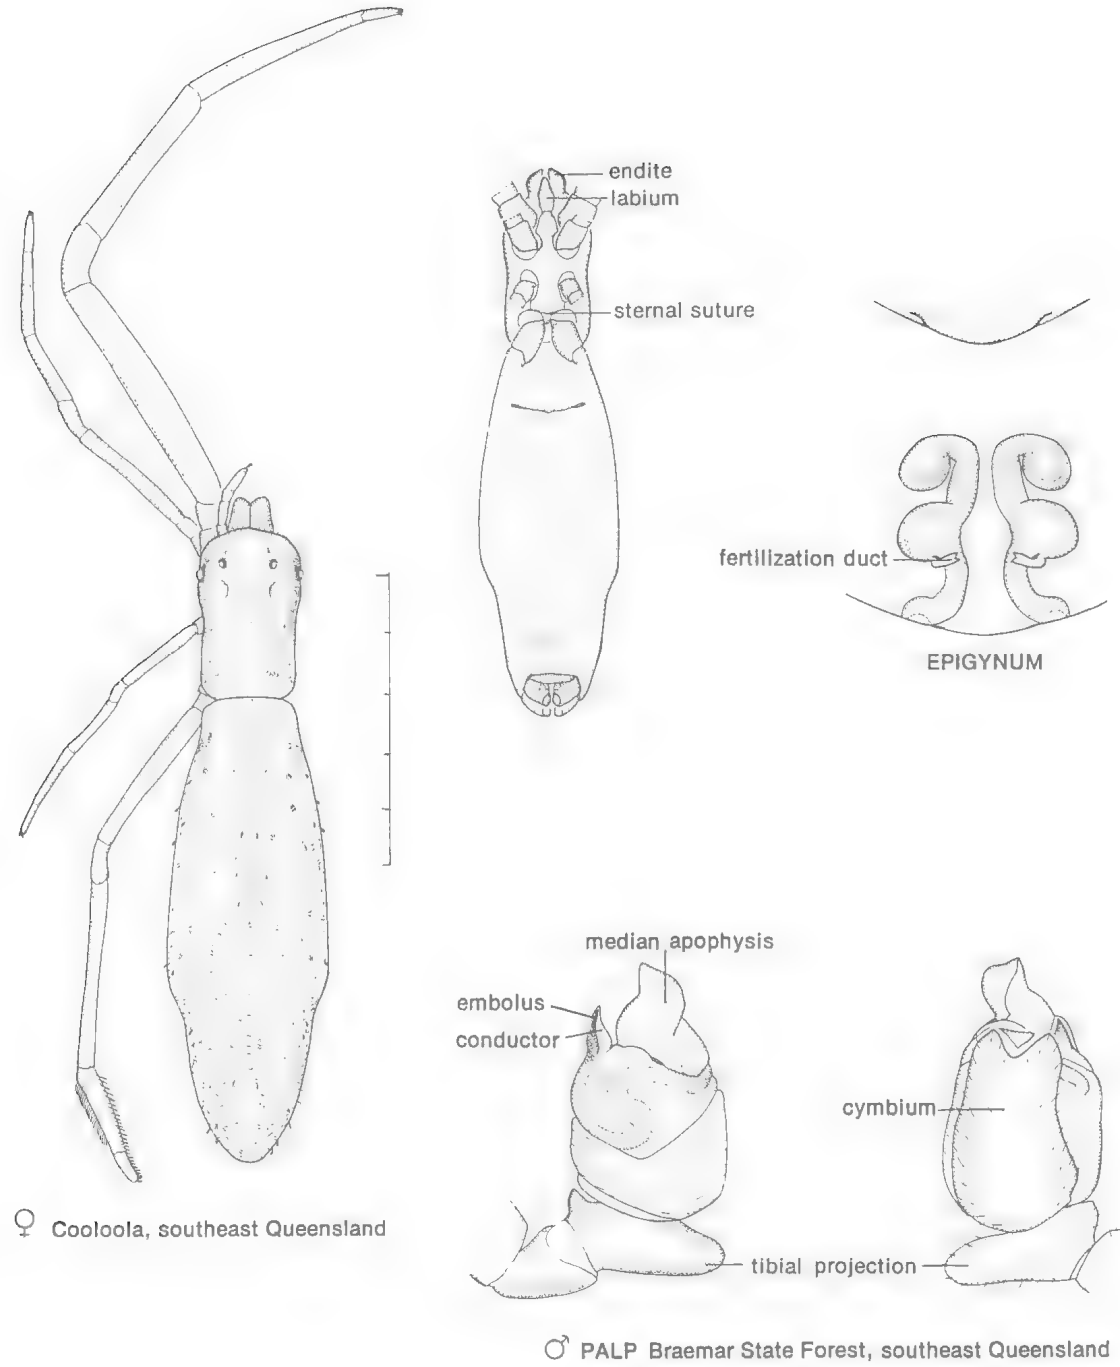 endite
labium
sternal suture
fertilization duct
EPIGYNUM
♀ Cooloola, southeast Queensland
median apophysis
embolus
conductor
cymbium
tibial projection
♂ PALP Braemar State Forest, southeast Queensland